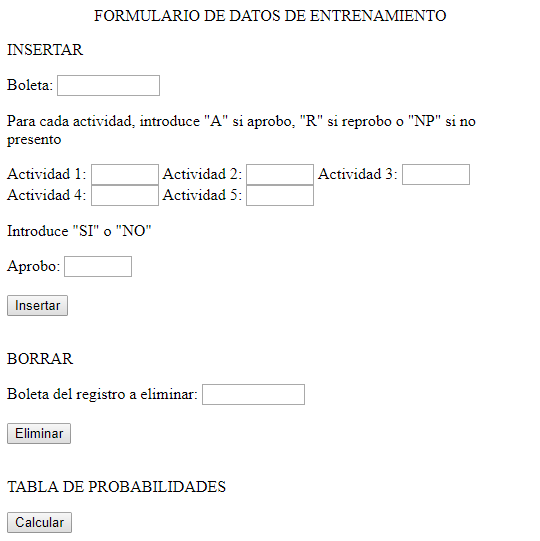 FORMULARIO DE DATOS DE ENTRENAMIENTO
INSERTAR
Boleta:
Para cada actividad, introduce "A" si aprobo, "R" si reprobo o "NP" si no
presento
Actividad 1: Actividad 2: Actividad 3:
Actividad 4: Actividad 5:
Introduce "SI" o "NO"
Aprobo:
Insertar
BORRAR
Boleta del registro a eliminar:
Eliminar
TABLA DE PROBABILIDADES
Calcular